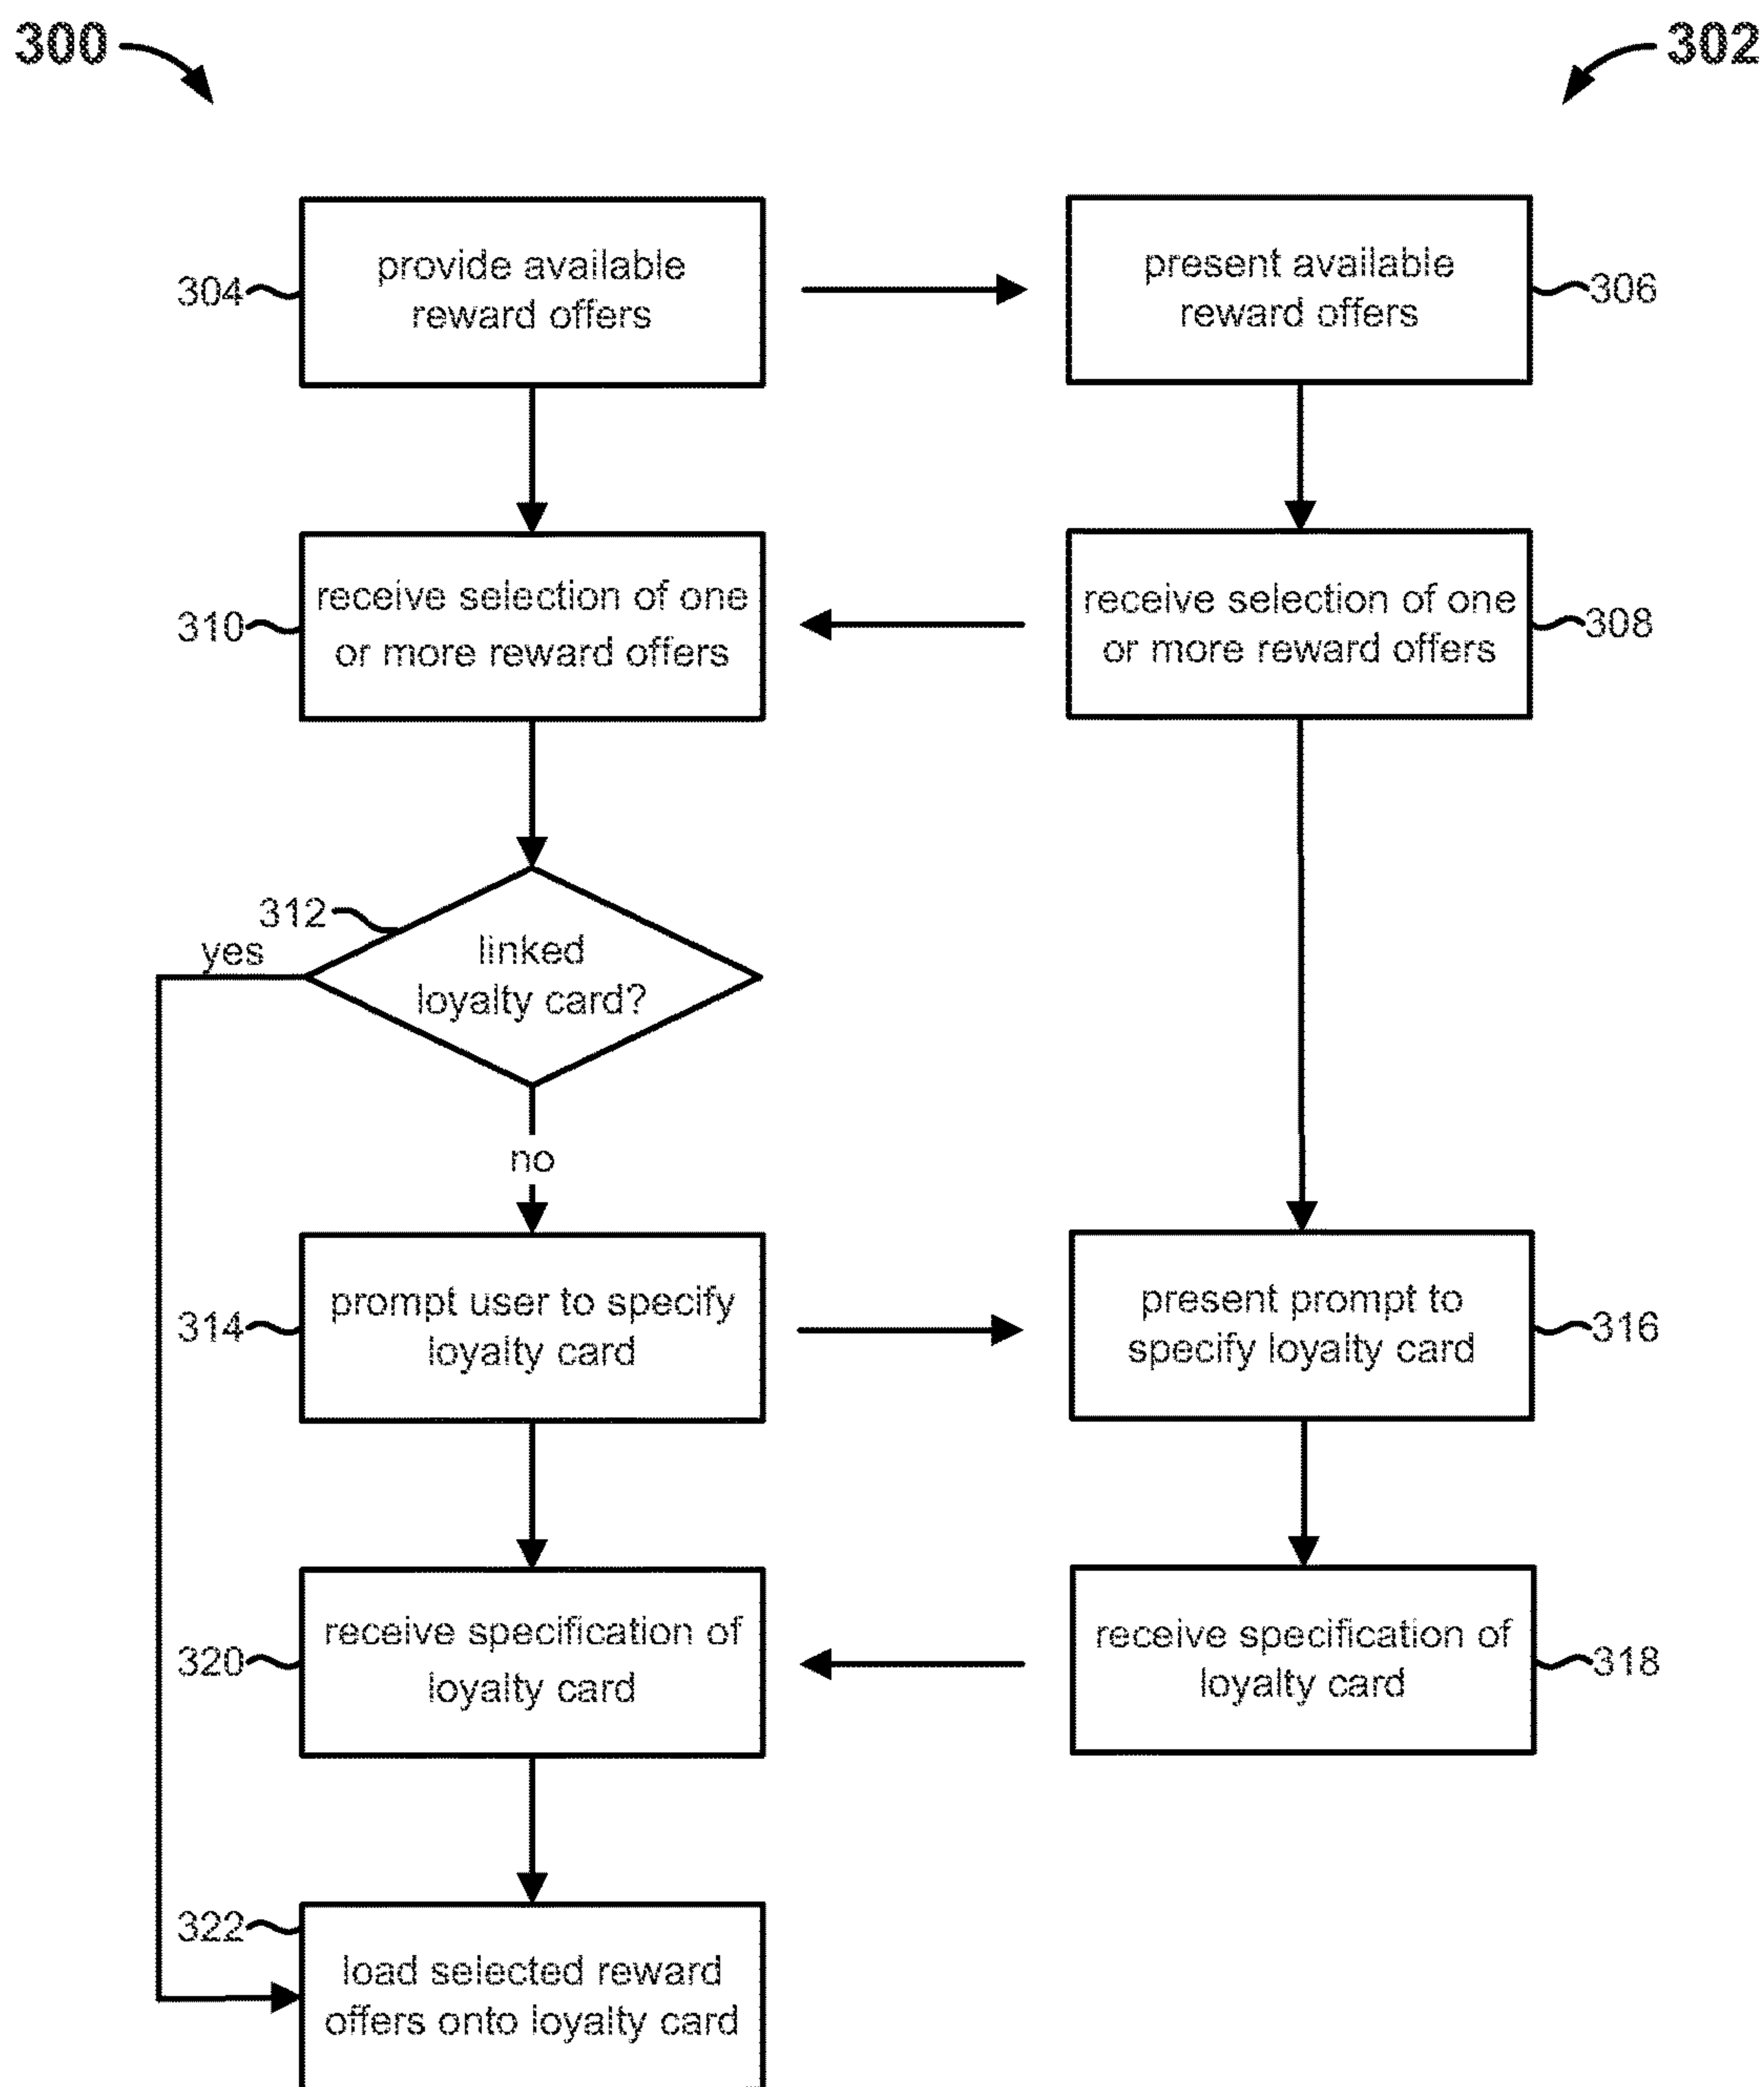 300
302
304
provide available
reward offers
present available
reward offers
306
310
receive selection of one
or more reward offers
receive selection of one
or more reward offers
308
312
yes
linked
loyalty card?
no
314
prompt user to specify
loyalty card
present prompt to
specify loyalty card
316
320
receive specification of
loyalty card
receive specification of
loyalty card
318
322
load selected reward
offers onto loyalty card